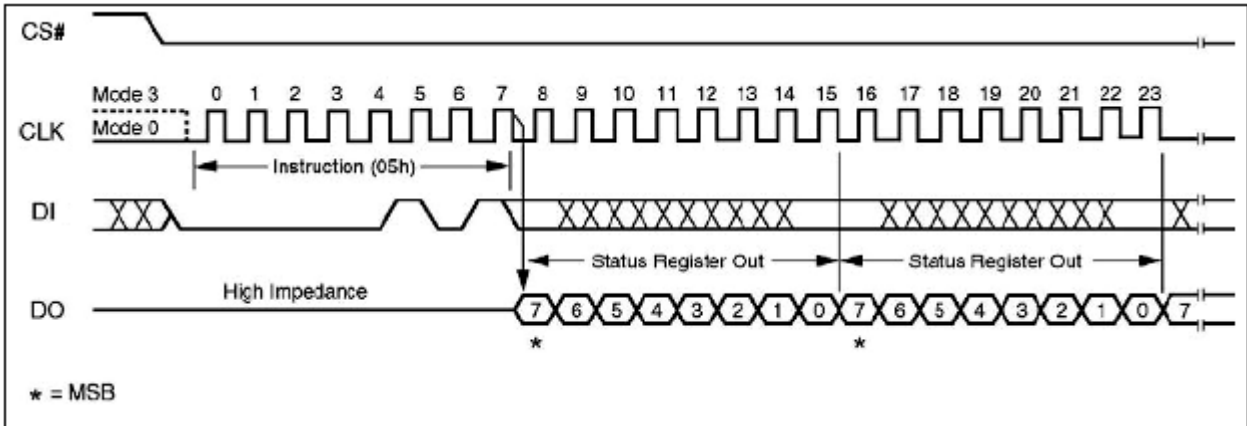 CS#
Mode 3 0 1 2 3 4 5 6 7 8 9 10 11 12 13 14 15 16 17 18 19 20 21 22 23
CLK Mode 0
Instruction (05h)
DI
Status Register Out Status Register Out
High Impedance
DO 7 6 5 4 3 2 1 0 7 6 5 4 3 2 1 0 7
* *
* = MSB